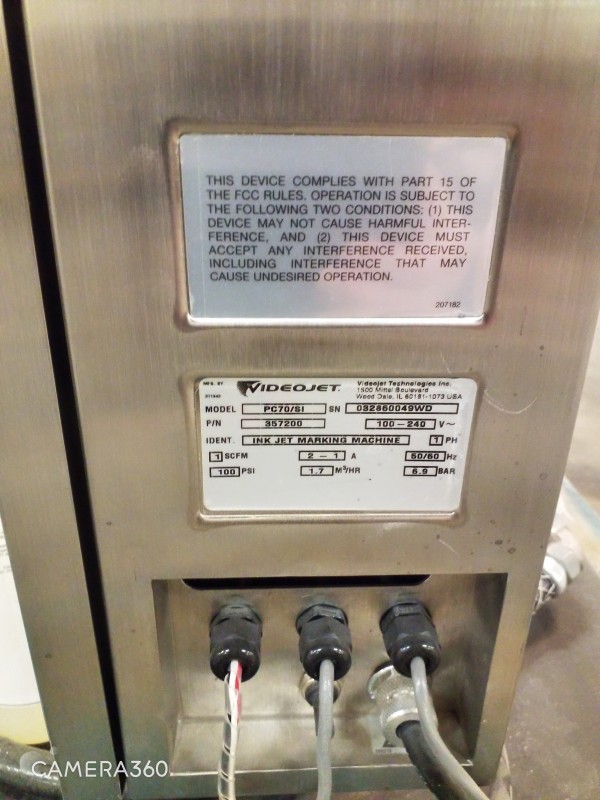 THIS DEVICE COMPLIES WITH PART 15 OF
THE FCC RULES. OPERATION IS SUBJECT TO
THE FOLLOWING TWO CONDITIONS: (1) THIS
DEVICE MAY NOT CAUSE HARMFUL INTER-
FERENCE, AND (2) THIS DEVICE MUST
ACCEPT ANY INTERFERENCE RECEIVED,
INCLUDING INTERFERENCE THAT MAY
CAUSE UNDESIRED OPERATION.
207182
MFG. BY VIDEOJET. Videojet Technologies Inc.
1500 Mittel Boulevard
Wood Dale, IL 60191-1073 USA
MODEL PC70/SI SN 032860049WD
P/N 357200 100-240 V~
IDENT. INK JET MARKING MACHINE 1 PH
1 SCFM 2 - 1 A 50/60 Hz
100 PSI 1.7 M³/HR 6.9 BAR
CAMERA360